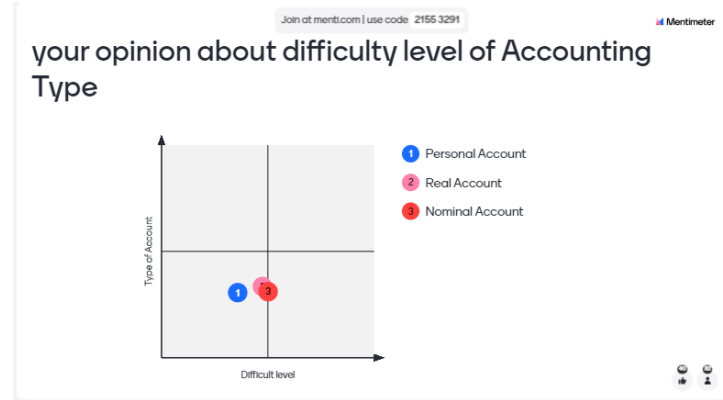 Join at menti.com | use code 2155 3291
Mentimeter
your opinion about difficulty level of Accounting
Type
1 Personal Account
2 Real Account
3 Nominal Account
Type of Account
1
3
Difficult level